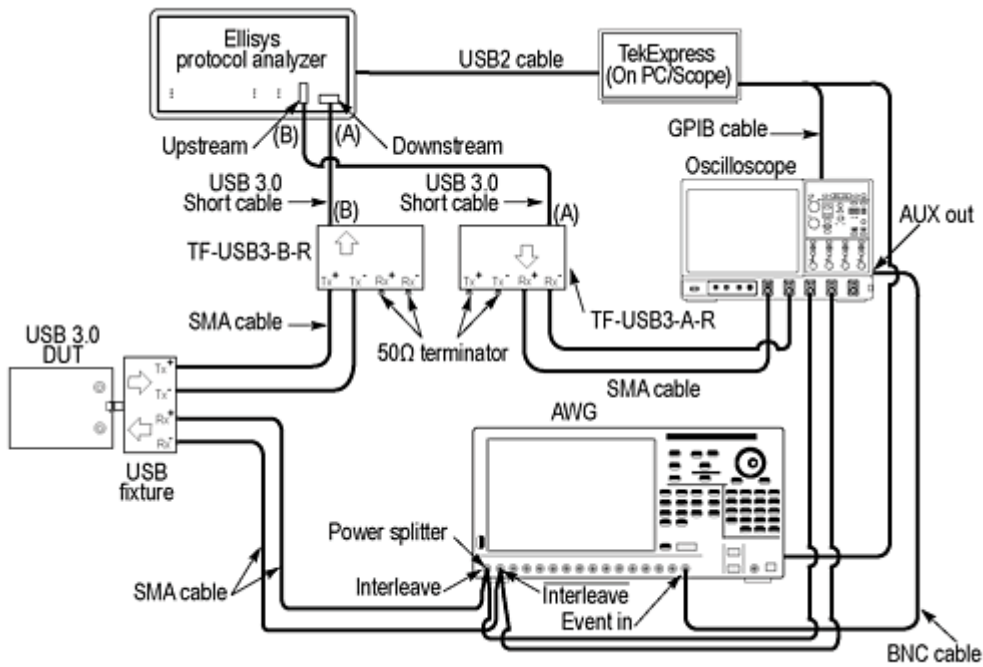 Ellisys
protocol analyzer
USB2 cable
TekExpress
(On PC/Scope)
GPIB cable
Upstream
(B)
(A)
Downstream
Oscilloscope
USB 3.0
Short cable
(B)
USB 3.0
Short cable
(A)
AUX out
TF-USB3-B-R
Tx+
Tx-
Rx+
Rx-
Tx+
Tx-
Rx+
Rx-
TF-USB3-A-R
SMA cable
50Ω terminator
USB 3.0
DUT
Tx+
Tx-
Rx+
Rx-
SMA cable
AWG
USB
fixture
Power splitter
Interleave
Interleave
Event in
SMA cable
BNC cable